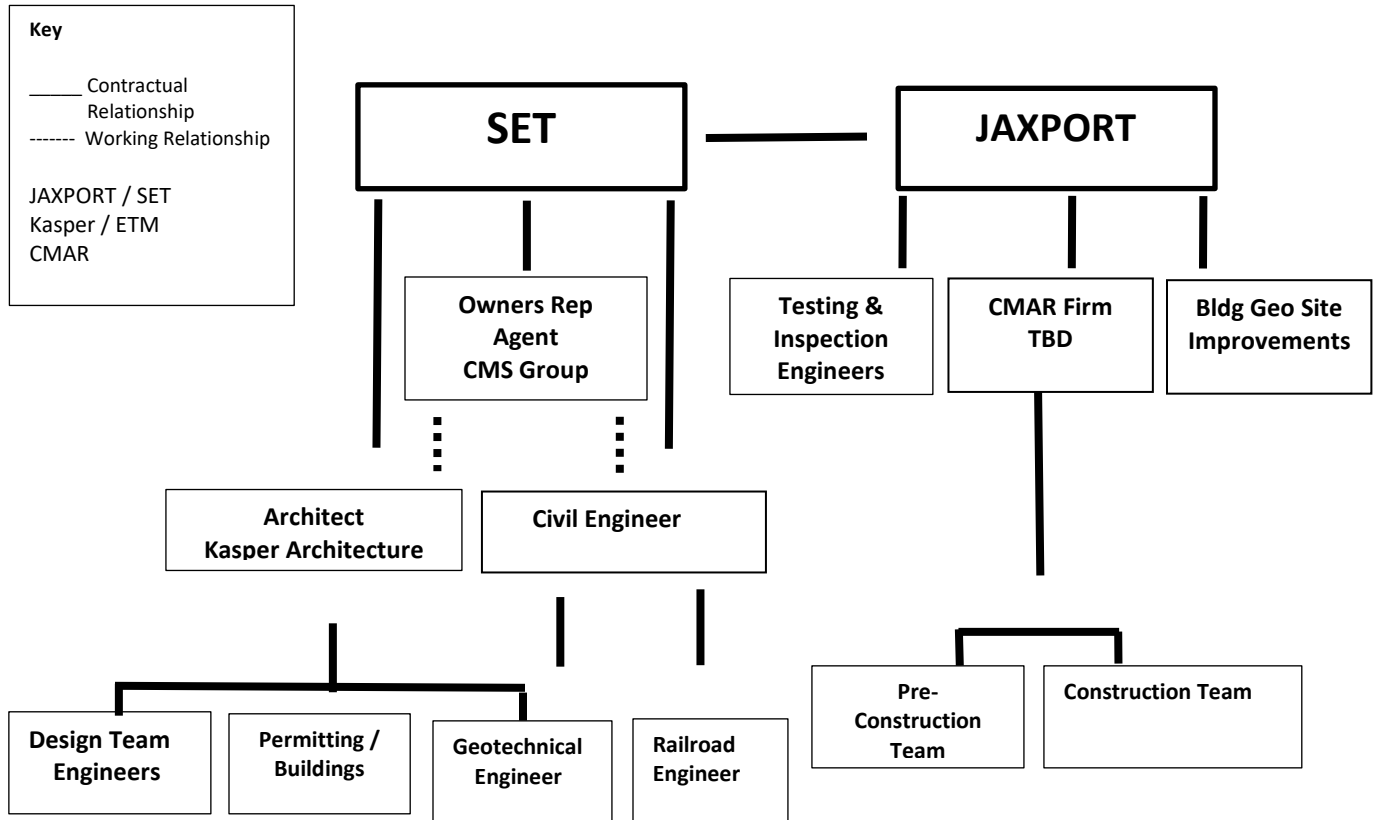 Key
_____ Contractual
Relationship
------- Working Relationship
JAXPORT / SET
Kasper / ETM
CMAR
SET
JAXPORT
Owners Rep
Agent
CMS Group
Testing &
Inspection
Engineers
CMAR Firm
TBD
Bldg Geo Site
Improvements
Architect
Kasper Architecture
Civil Engineer
Design Team
Engineers
Permitting /
Buildings
Geotechnical
Engineer
Railroad
Engineer
Pre-
Construction
Team
Construction Team